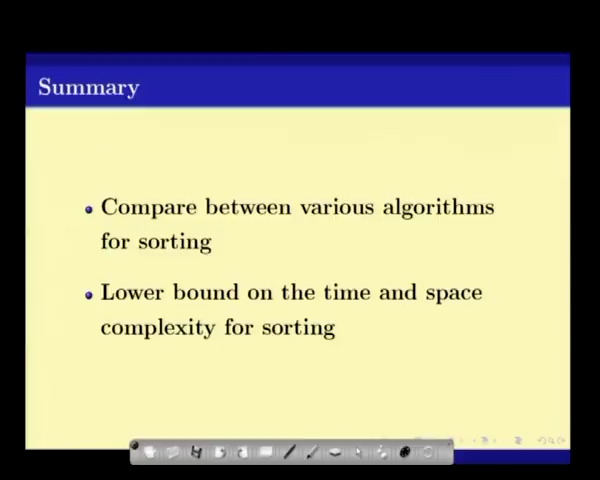 Summary
Compare between various algorithms
for sorting
Lower bound on the time and space
complexity for sorting